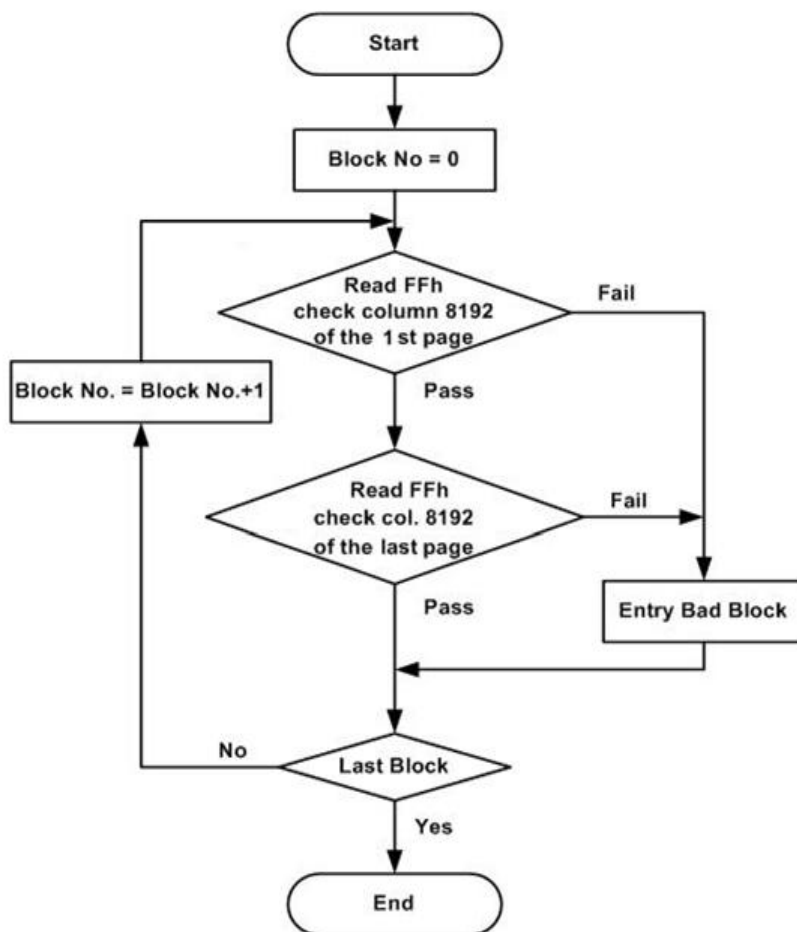 Start
Block No = 0
Read FFh
check column 8192
of the 1st page
Fail
Pass
Block No. = Block No.+1
Read FFh
check col. 8192
of the last page
Fail
Pass
Entry Bad Block
No
Last Block
Yes
End